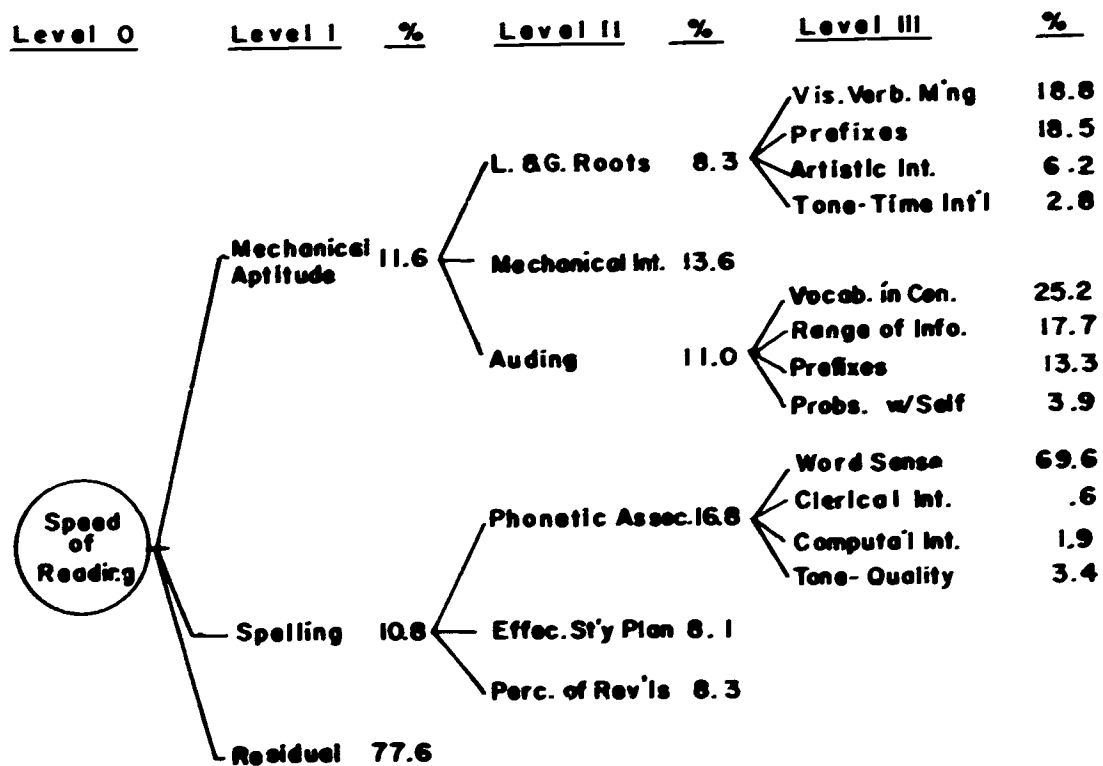 Level O Level I % Level II % Level III %
Vis. Verb. M'ng 18.8
Prefixes 18.5
L. &G. Roots 8.3
Artistic Int. 6.2
Tone-Time Int'l 2.8
Mechanical
Aptitude 11.6
Mechanical Int. 13.6
Vocab. in Con. 25.2
Range of Info. 17.7
Auding 11.0
Prefixes 13.3
Probs. w/Self 3.9
Word Sense 69.6
Clerical Int. .6
Phonetic Assoc. 16.8
Computa'l Int. 1.9
Tone-Quality 3.4
Speed
of
Reading
Spelling 10.8
Effec. St'y Plan 8.1
Perc. of Rev'ls 8.3
Residual 77.6